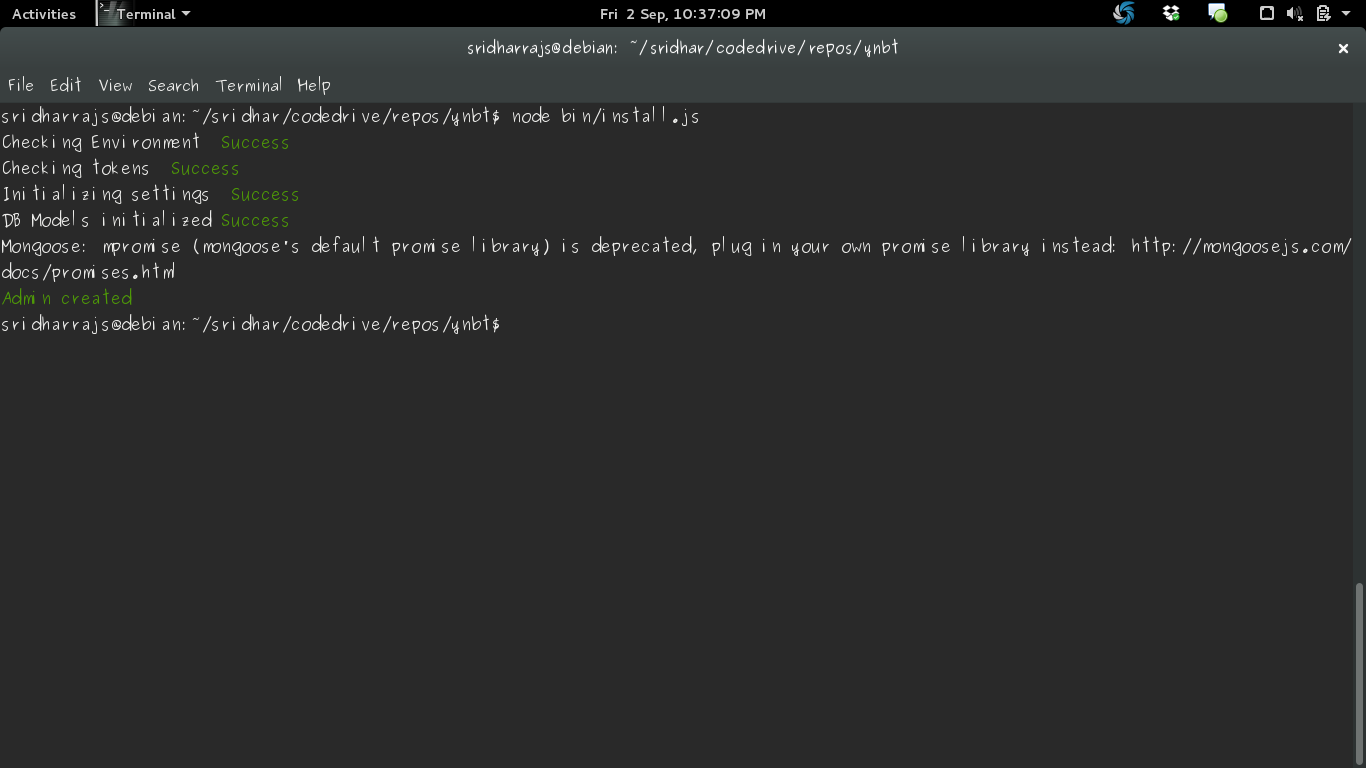 Activities Terminal Fri 2 Sep, 10:37:09 PM
sridharrajs@debian: ~/sridhar/codedrive/repos/ynbt
File Edit View Search Terminal Help
sridharrajs@debian:~/sridhar/codedrive/repos/ynbt$ node bin/install.js
Checking Environment Success
Checking tokens Success
Initializing settings Success
DB Models initialized Success
Mongoose: mpromise (mongoose's default promise library) is deprecated, plug in your own promise library instead: http://mongoosejs.com/
docs/promises.html
Admin created
sridharrajs@debian:~/sridhar/codedrive/repos/ynbt$